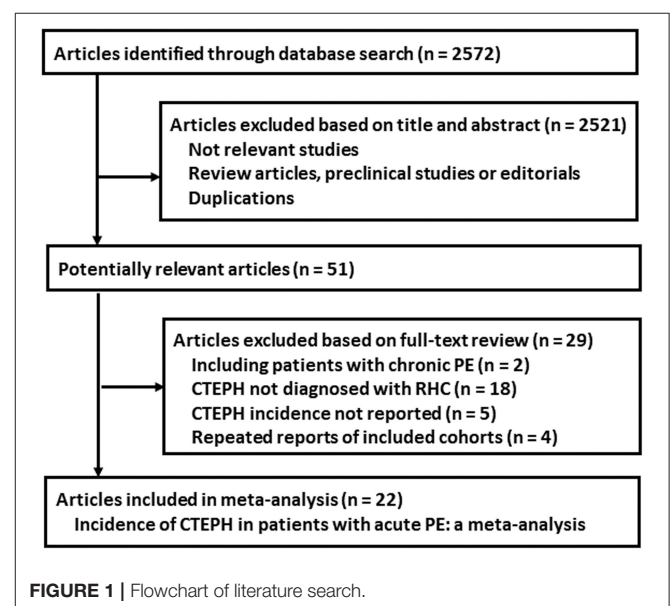 Articles identified through database search (n = 2572)
Articles excluded based on title and abstract (n = 2521)
Not relevant studies
Review articles, preclinical studies or editorials
Duplications
Potentially relevant articles (n = 51)
Articles excluded based on full-text review (n = 29)
Including patients with chronic PE (n = 2)
CTEPH not diagnosed with RHC (n = 18)
CTEPH incidence not reported (n = 5)
Repeated reports of included cohorts (n = 4)
Articles included in meta-analysis (n = 22)
Incidence of CTEPH in patients with acute PE: a meta-analysis
FIGURE 1 | Flowchart of literature search.